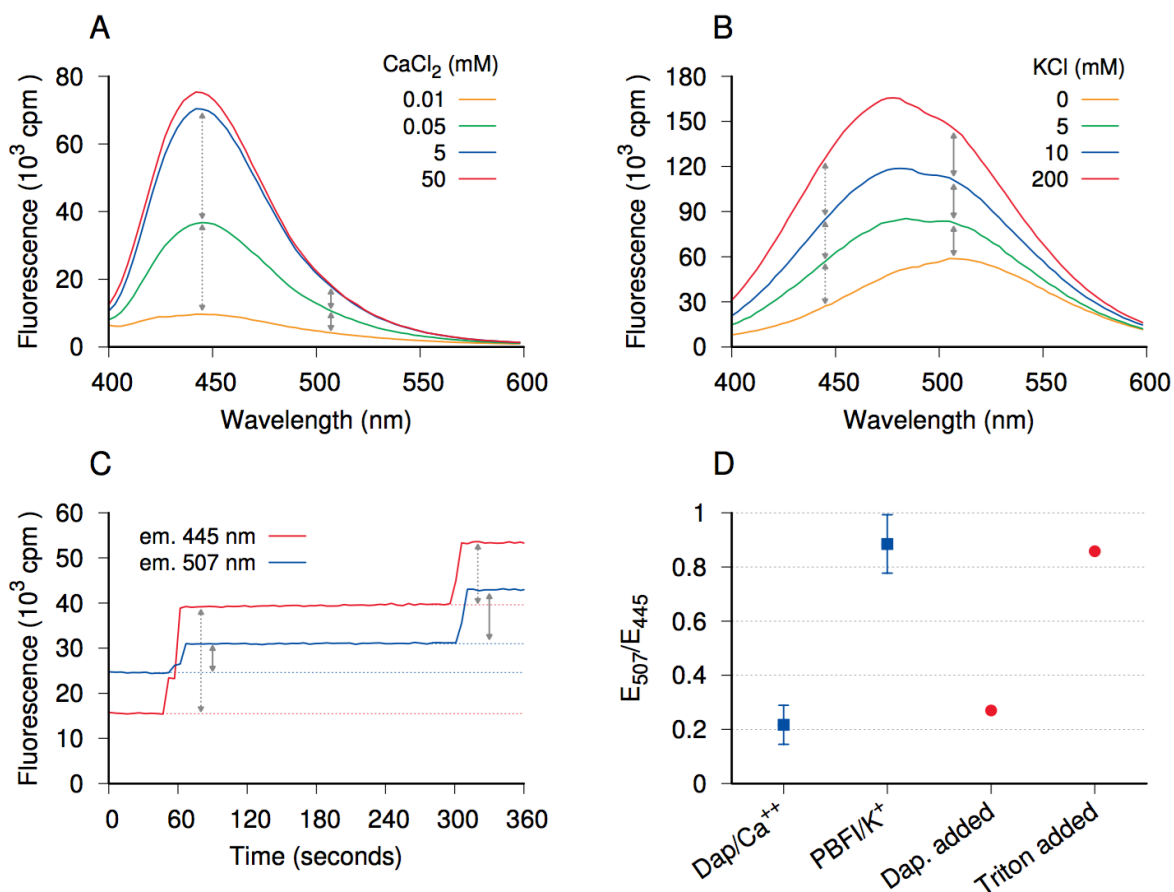 A
Fluorescence (10³ cpm)
80
60
40
20
0
CaCl₂ (mM)
0.01
0.05
5
50
400 450 500 550 600
Wavelength (nm)
B
Fluorescence (10³ cpm)
180
150
120
90
60
30
0
KCl (mM)
0
5
10
200
400 450 500 550 600
Wavelength (nm)
C
Fluorescence (10³ cpm)
60
50
40
30
20
10
0
em. 445 nm
em. 507 nm
0 60 120 180 240 300 360
Time (seconds)
D
E₅₀₇/E₄₄₅
1
0.8
0.6
0.4
0.2
0
Dap/Ca⁺⁺
PBFI/K⁺
Dap. added
Triton added